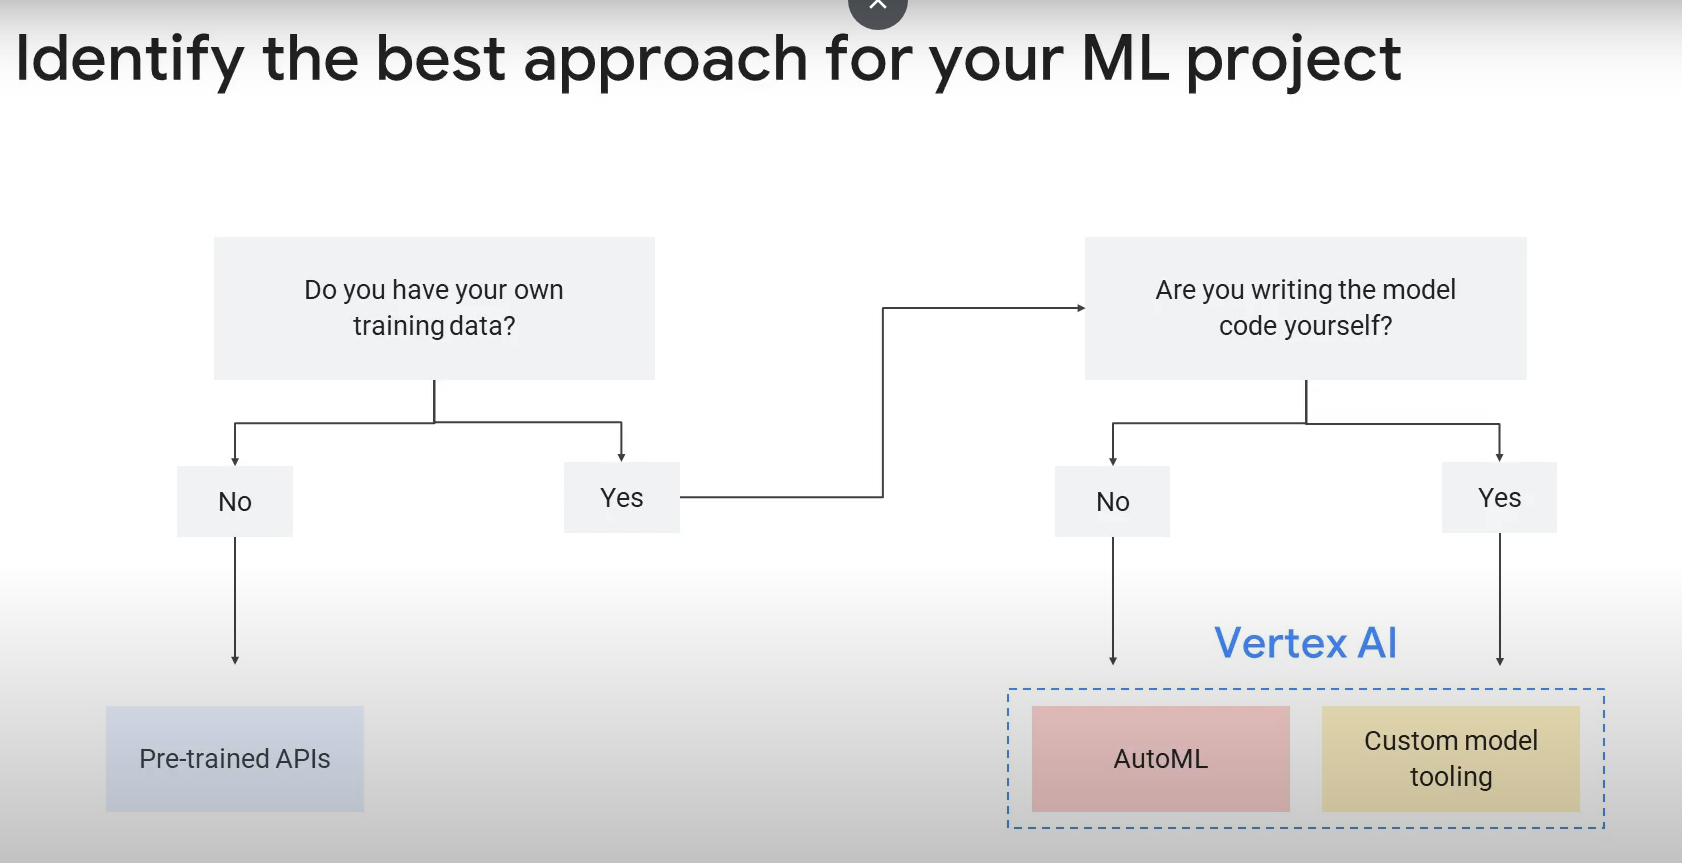 Identify the best approach for your ML project
Do you have your own
training data?
Are you writing the model
code yourself?
No
Yes
No
Yes
Vertex AI
Pre-trained APIs
AutoML
Custom model
tooling